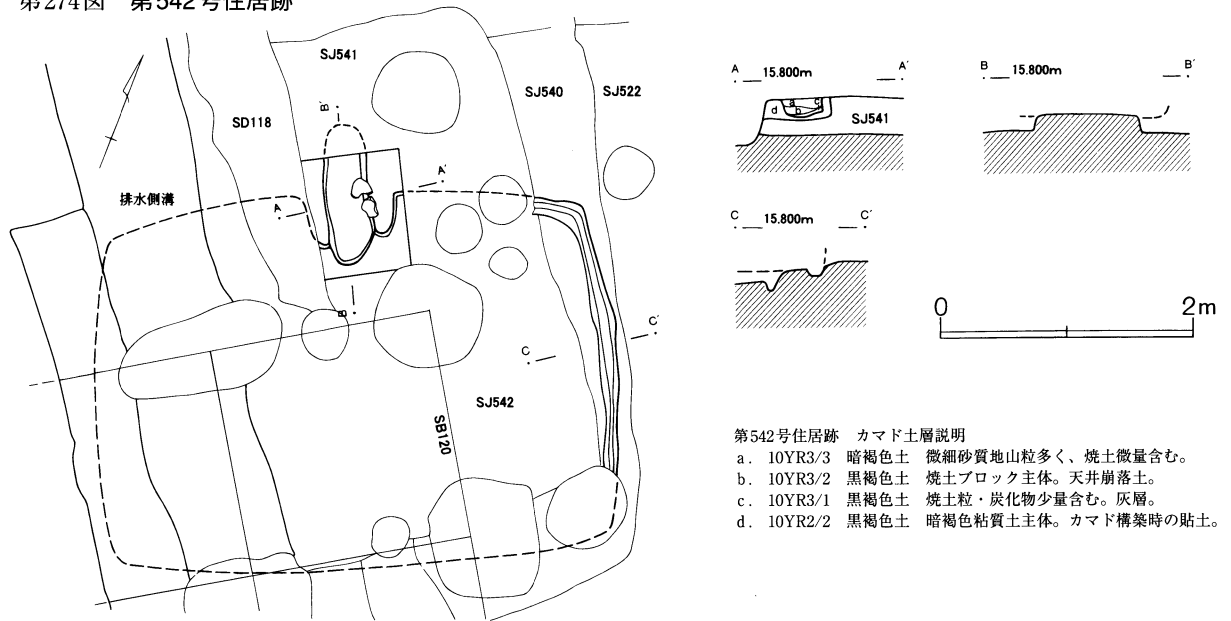 第274図 第542号住居跡
SJ541
SJ540
SJ522
SD118
B′
A′
排水側溝
A
B
C′
C
SJ542
SB120
A 15.800m A′
a
b
c
d
SJ541
B 15.800m B′
C 15.800m C′
0 2m
第542号住居跡 カマド土層説明
a. 10YR3/3 暗褐色土 微細砂質地山粒多く、焼土微量含む。
b. 10YR3/2 黒褐色土 焼土ブロック主体。天井崩落土。
c. 10YR3/1 黒褐色土 焼土粒・炭化物少量含む。灰層。
d. 10YR2/2 黒褐色土 暗褐色粘質土主体。カマド構築時の貼土。